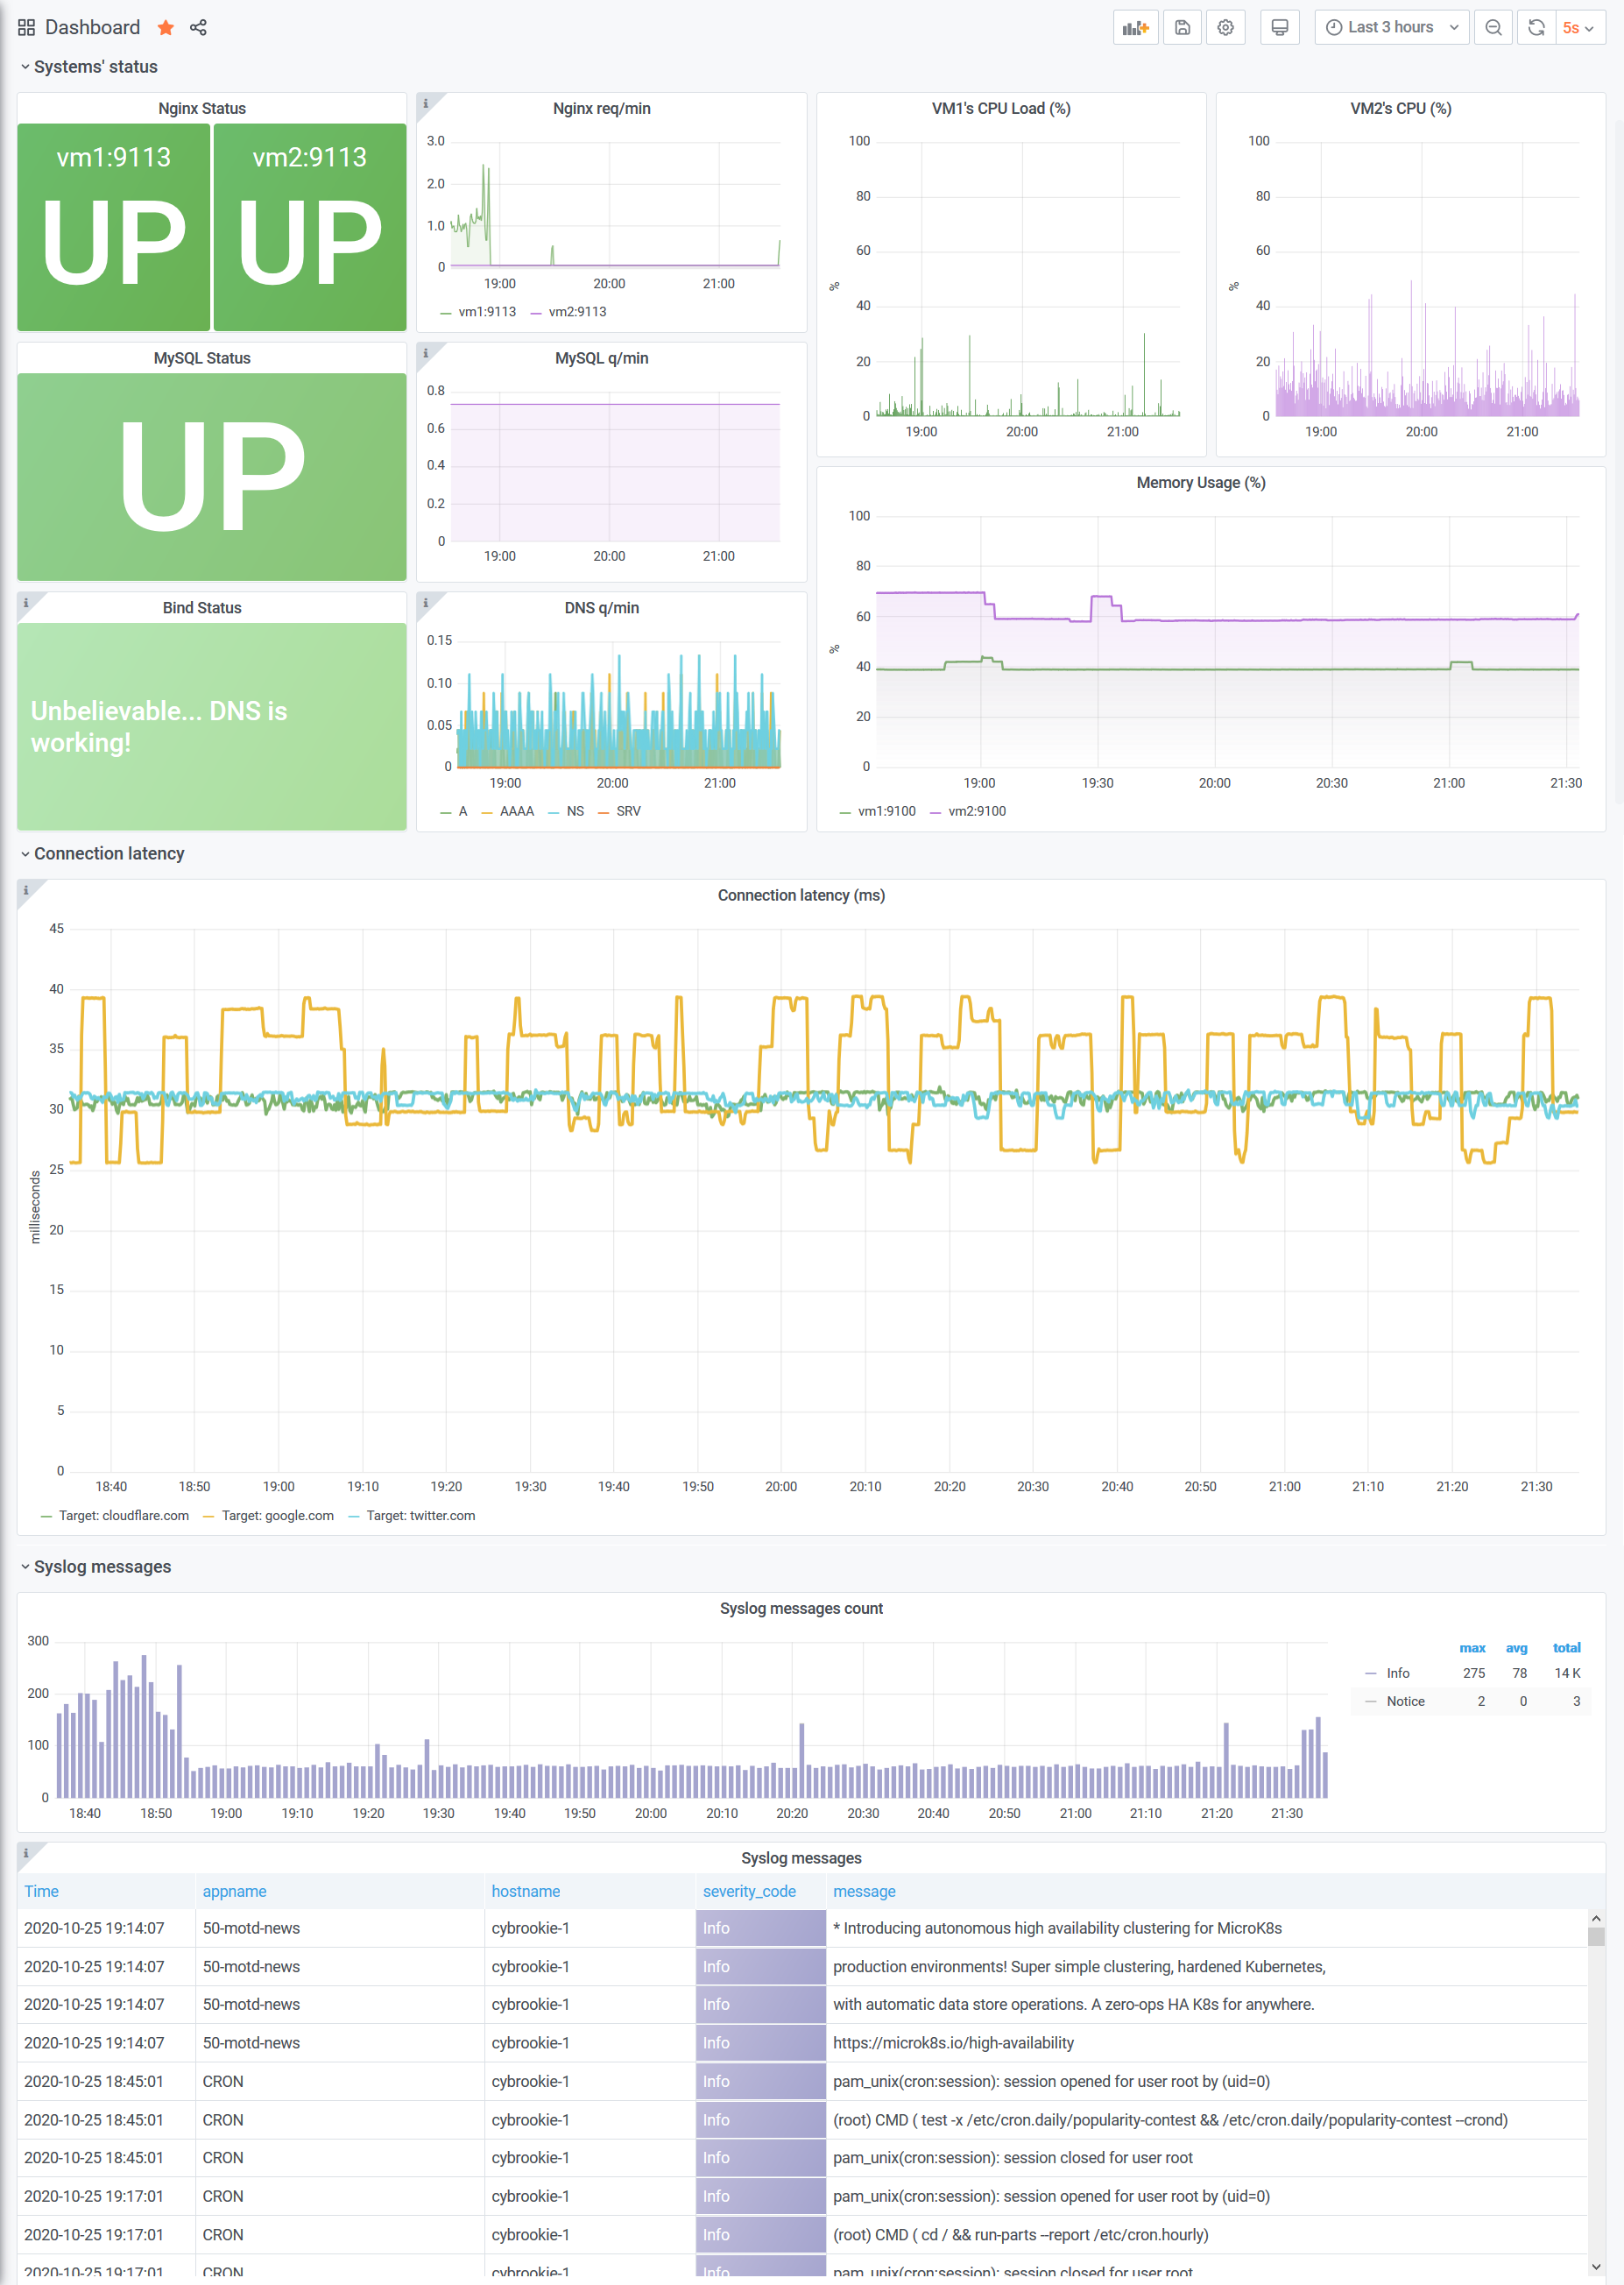 Dashboard
Last 3 hours
5s
Systems' status
Nginx Status
vm1:9113
UP
vm2:9113
UP
Nginx req/min
3.0
2.0
1.0
0
19:00 20:00 21:00
vm1:9113 vm2:9113
VM1's CPU Load (%)
100
80
60
40
20
0
%
19:00 20:00 21:00
VM2's CPU (%)
100
80
60
40
20
0
%
19:00 20:00 21:00
MySQL Status
UP
MySQL q/min
0.8
0.6
0.4
0.2
0
19:00 20:00 21:00
Memory Usage (%)
100
80
60
40
20
0
%
19:00 19:30 20:00 20:30 21:00 21:30
vm1:9100 vm2:9100
Bind Status
Unbelievable... DNS is
working!
DNS q/min
0.15
0.10
0.05
0
19:00 20:00 21:00
A AAAA NS SRV
Connection latency
Connection latency (ms)
45
40
35
30
25
20
15
10
5
0
milliseconds
18:40 18:50 19:00 19:10 19:20 19:30 19:40 19:50 20:00 20:10 20:20 20:30 20:40 20:50 21:00 21:10 21:20 21:30
Target: cloudflare.com Target: google.com Target: twitter.com
Syslog messages
Syslog messages count
300
200
100
0
18:40 18:50 19:00 19:10 19:20 19:30 19:40 19:50 20:00 20:10 20:20 20:30 20:40 20:50 21:00 21:10 21:20 21:30
max avg total
Info 275 78 14 K
Notice 2 0 3
Syslog messages
Time appname hostname severity_code message
2020-10-25 19:14:07 50-motd-news cybrookie-1 Info * Introducing autonomous high availability clustering for MicroK8s
2020-10-25 19:14:07 50-motd-news cybrookie-1 Info production environments! Super simple clustering, hardened Kubernetes,
2020-10-25 19:14:07 50-motd-news cybrookie-1 Info with automatic data store operations. A zero-ops HA K8s for anywhere.
2020-10-25 19:14:07 50-motd-news cybrookie-1 Info https://microk8s.io/high-availability
2020-10-25 18:45:01 CRON cybrookie-1 Info pam_unix(cron:session): session opened for user root by (uid=0)
2020-10-25 18:45:01 CRON cybrookie-1 Info (root) CMD ( test -x /etc/cron.daily/popularity-contest && /etc/cron.daily/popularity-contest --crond)
2020-10-25 18:45:01 CRON cybrookie-1 Info pam_unix(cron:session): session closed for user root
2020-10-25 19:17:01 CRON cybrookie-1 Info pam_unix(cron:session): session opened for user root by (uid=0)
2020-10-25 19:17:01 CRON cybrookie-1 Info (root) CMD ( cd / && run-parts --report /etc/cron.hourly)
2020-10-25 19:17:01 CRON cybrookie-1 Info pam_unix(cron:session): session closed for user root